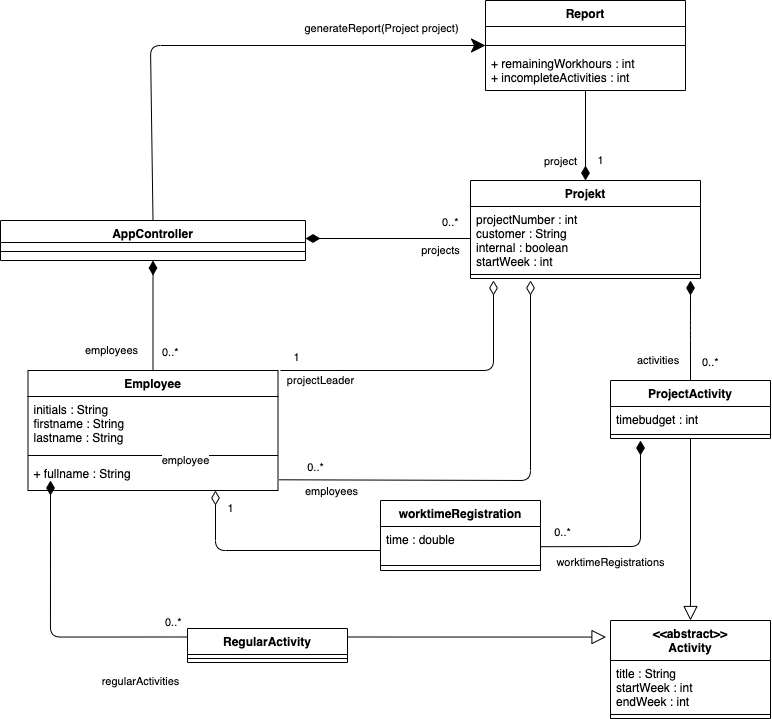 Report
generateReport(Project project)
+ remainingWorkhours : int
+ incompleteActivities : int
project
1
Projekt
projectNumber : int
customer : String
internal : boolean
startWeek : int
AppController
0..*
projects
employees
0..*
1
projectLeader
activities
0..*
Employee
initials : String
firstname : String
lastname : String
employee
+ fullname : String
ProjectActivity
timebudget : int
0..*
employees
1
worktimeRegistration
time : double
0..*
worktimeRegistrations
0..*
RegularActivity
regularActivities
<<abstract>>
Activity
title : String
startWeek : int
endWeek : int